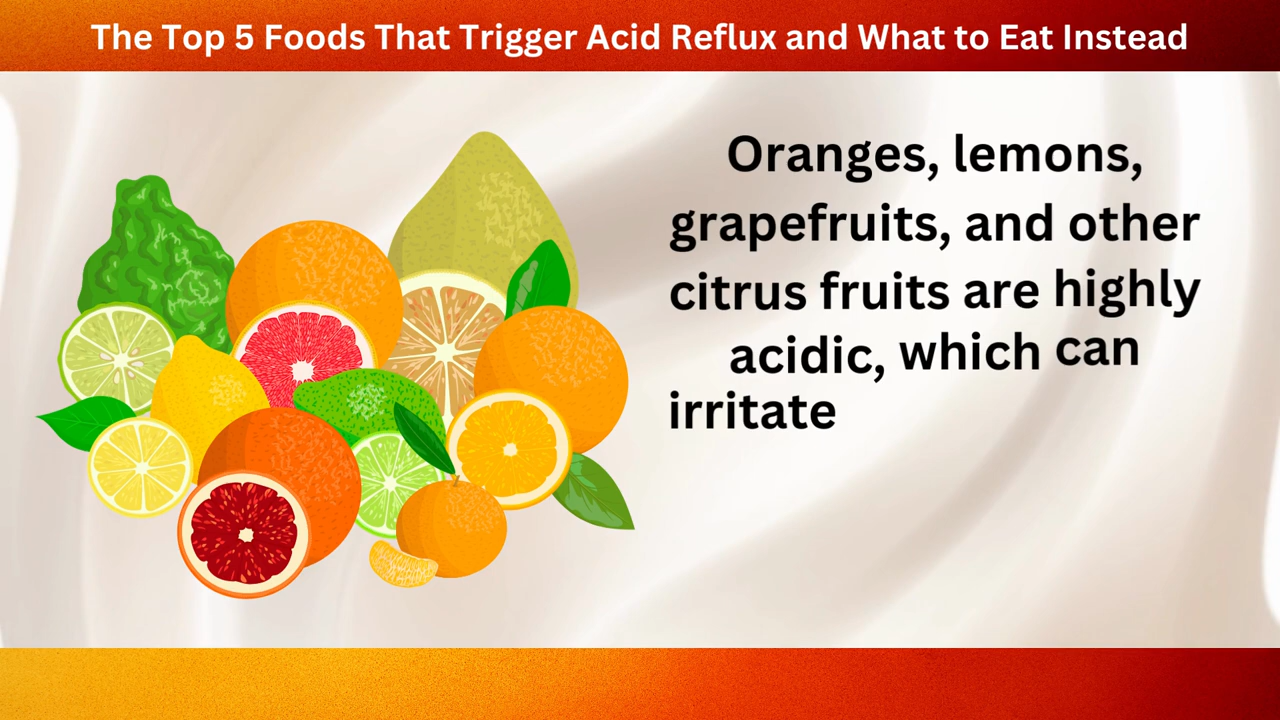 The Top 5 Foods That Trigger Acid Reflux and What to Eat Instead
Oranges, lemons,
grapefruits, and other
citrus fruits are highly
acidic, which can
irritate